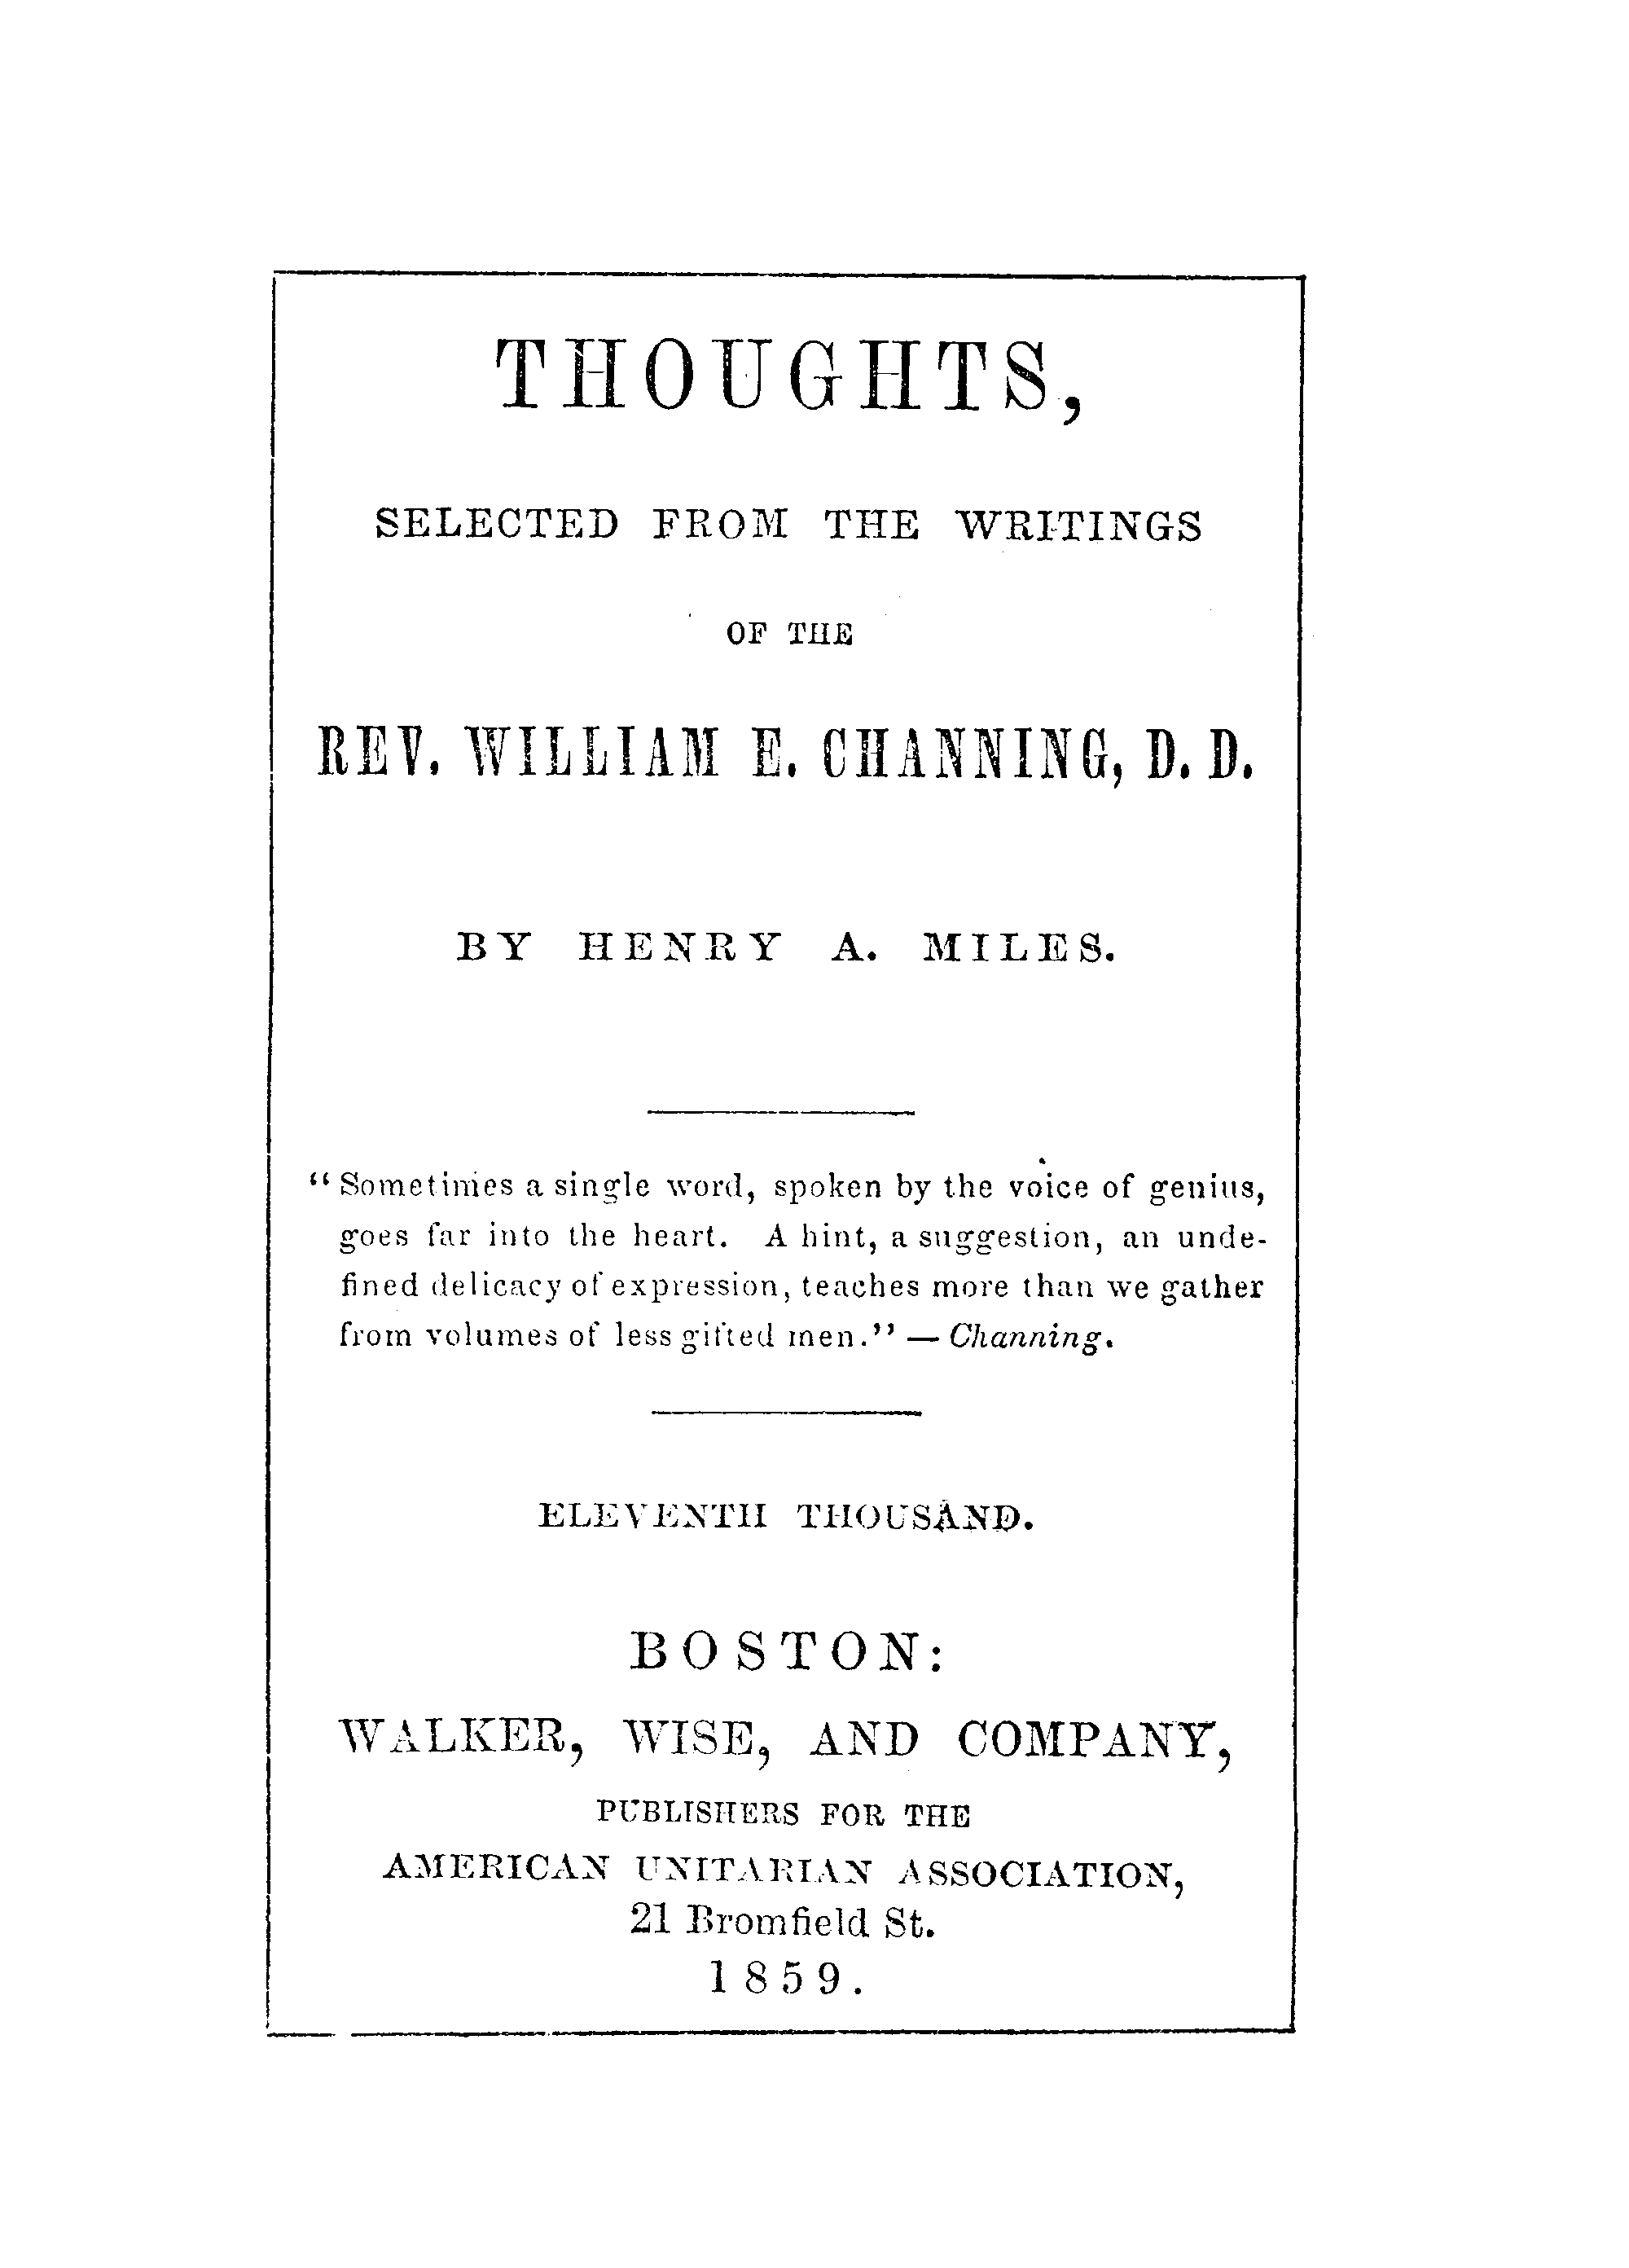 THOUGHTS,
SELECTED FROM THE WRITINGS
OF THE
REV. WILLIAM E. CHANNING, D. D.
BY HENRY A. MILES.
“Sometimes a single word, spoken by the voice of genius,
goes far into the heart. A hint, a suggestion, an unde-
fined delicacy of expression, teaches more than we gather
from volumes of less gifted men.” — Channing.
ELEVENTH THOUSAND.
BOSTON:
WALKER, WISE, AND COMPANY,
PUBLISHERS FOR THE
AMERICAN UNITARIAN ASSOCIATION,
21 Bromfield St.
1859.